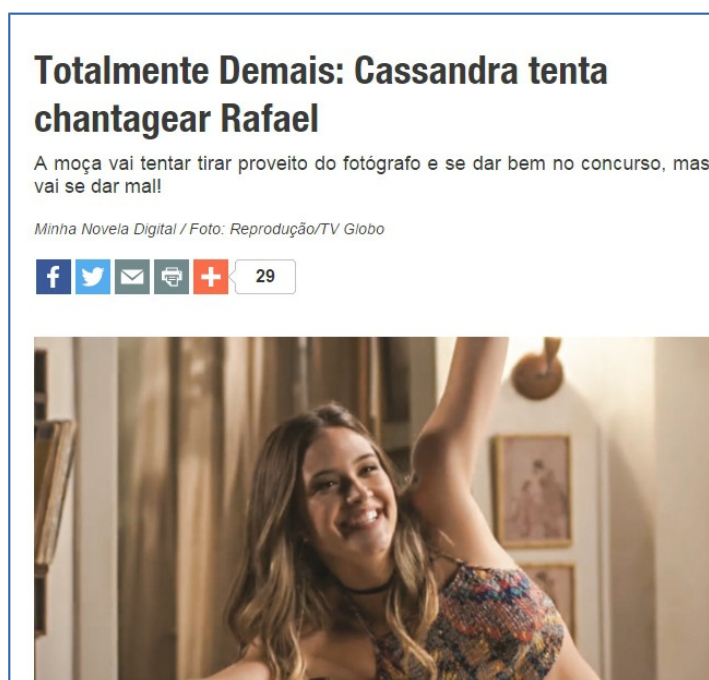 Totalmente Demais: Cassandra tenta
chantagear Rafael
A moça vai tentar tirar proveito do fotógrafo e se dar bem no concurso, mas
vai se dar mal!
Minha Novela Digital / Foto: Reprodução/TV Globo
29